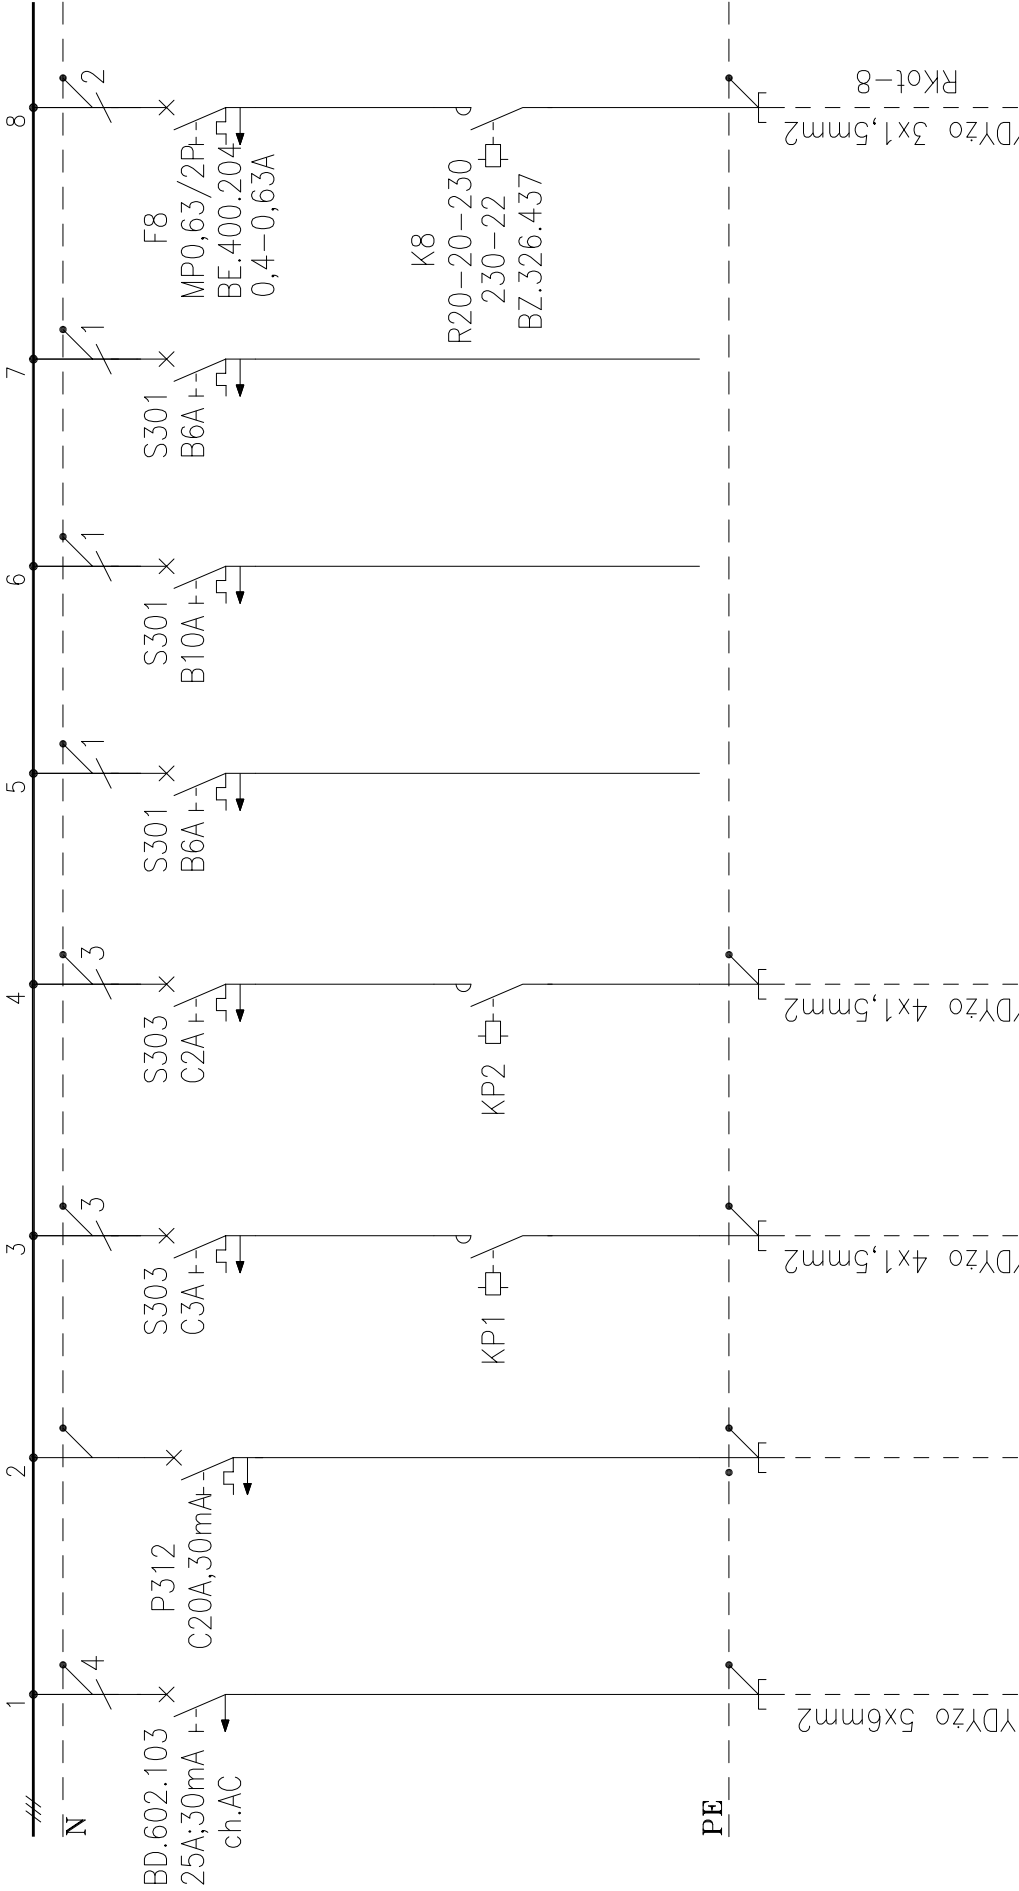 1
2
3
4
5
6
7
8
N
4
3
3
1
1
1
2
BD.602.103
25A;30mA
ch.AC
P312
C20A,30mA
S303
C3A
S303
C2A
S301
B6A
S301
B10A
S301
B6A
F8
MP0,63/2P
BE.400.204
0,4-0,63A
KP1
KP2
K8
R20-20-230
230-22
BZ.326.437
PE
YDYżo 5x6mm2
YDYżo 4x1,5mm2
YDYżo 4x1,5mm2
YDYżo 3x1,5mm2
RKot-8